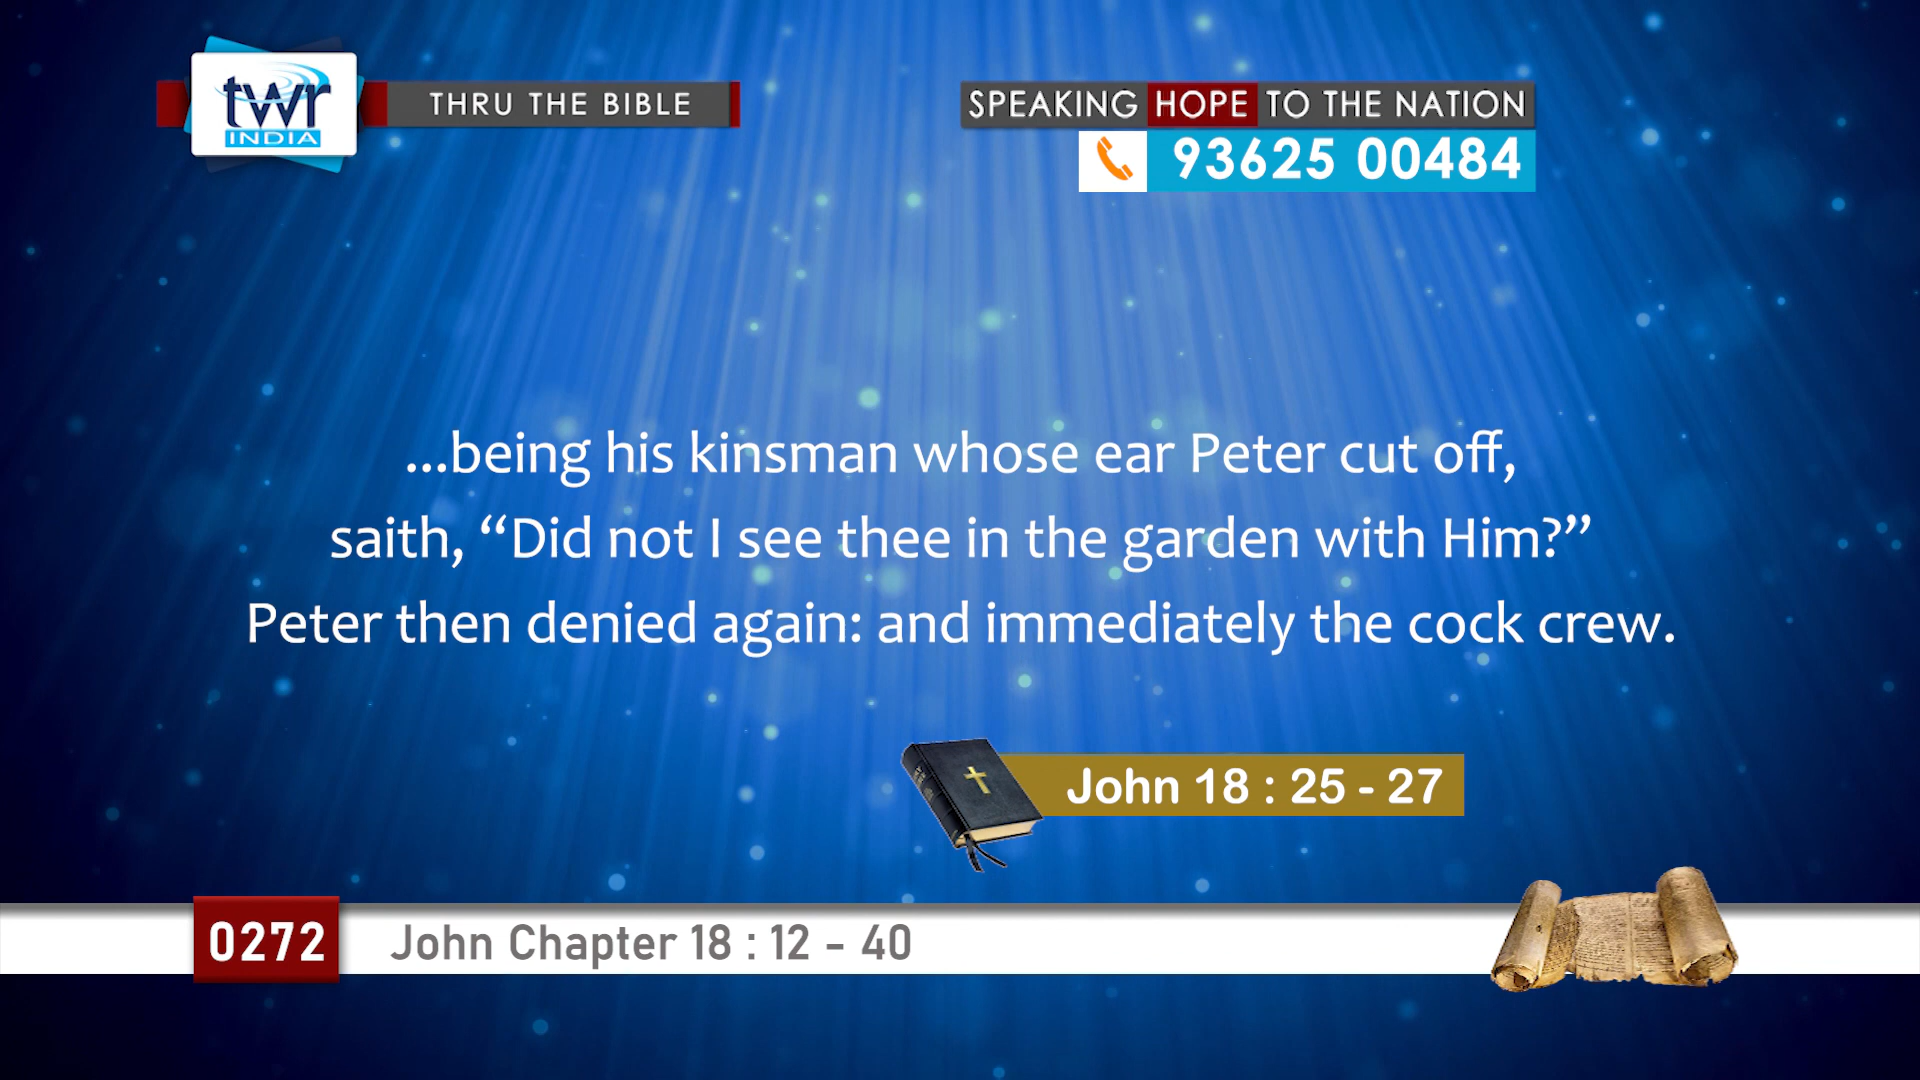 twr
INDIA
THRU THE BIBLE
SPEAKING HOPE TO THE NATION
93625 00484
...being his kinsman whose ear Peter cut off,
saith, “Did not I see thee in the garden with Him?”
Peter then denied again: and immediately the cock crew.
John 18 : 25 - 27
0272
John Chapter 18 : 12 - 40